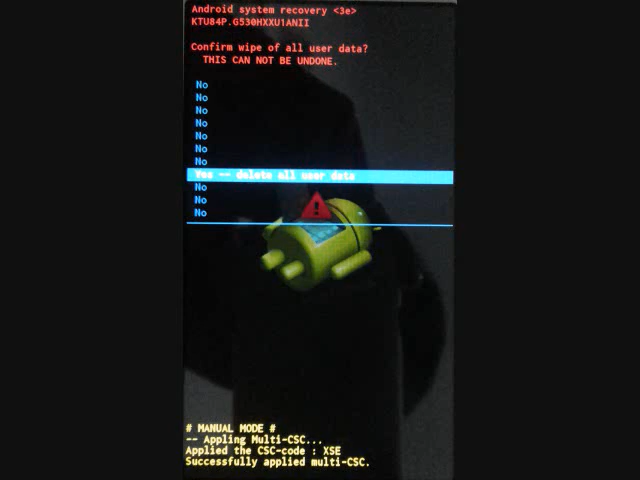 Android system recovery <3e>
KTU84P.G530HXXU1ANII
Confirm wipe of all user data?
THIS CAN NOT BE UNDONE.
No
No
No
No
No
No
No
Yes -- delete all user data
No
No
No
# MANUAL MODE #
-- Appling Multi-CSC...
Applied the CSC-code : XSE
Successfully applied multi-CSC.